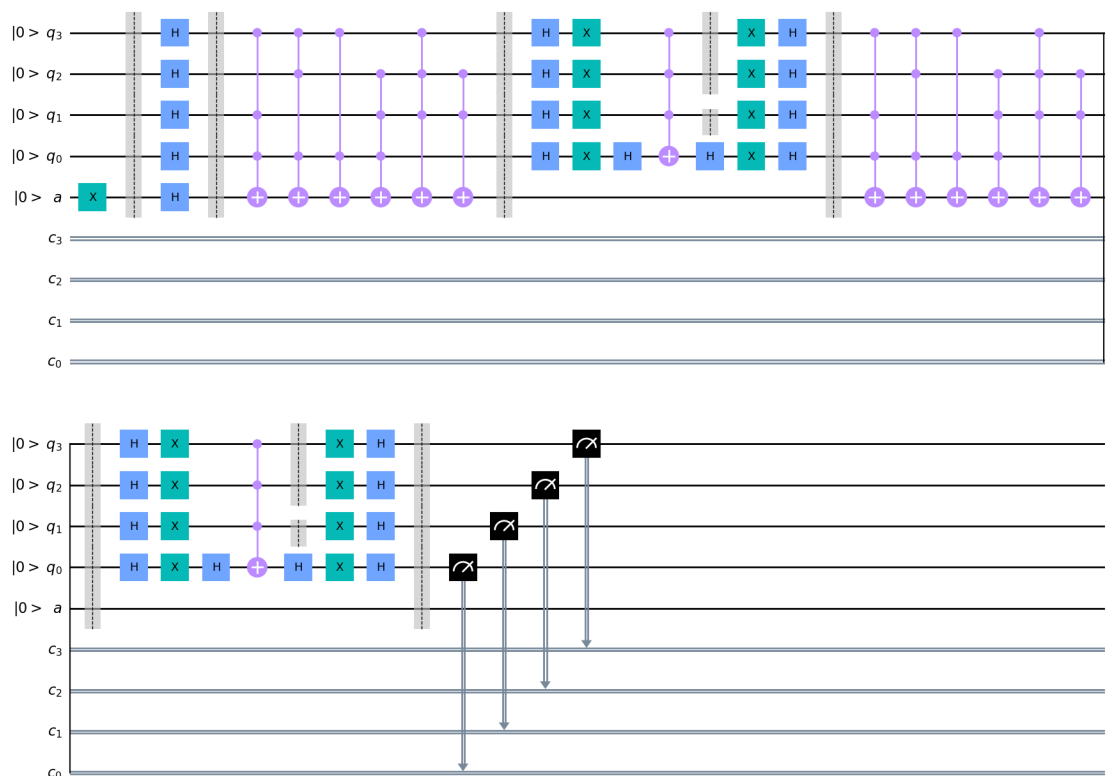 |0 > q3 H H X X H
|0 > q2 H H X X H
|0 > q1 H H X X H
|0 > q0 H H X H H X H
|0 > a X H
c3
c2
c1
c0
|0 > q3 H X X H
|0 > q2 H X X H
|0 > q1 H X X H
|0 > q0 H X H H X H
|0 > a
c3
c2
c1
c0